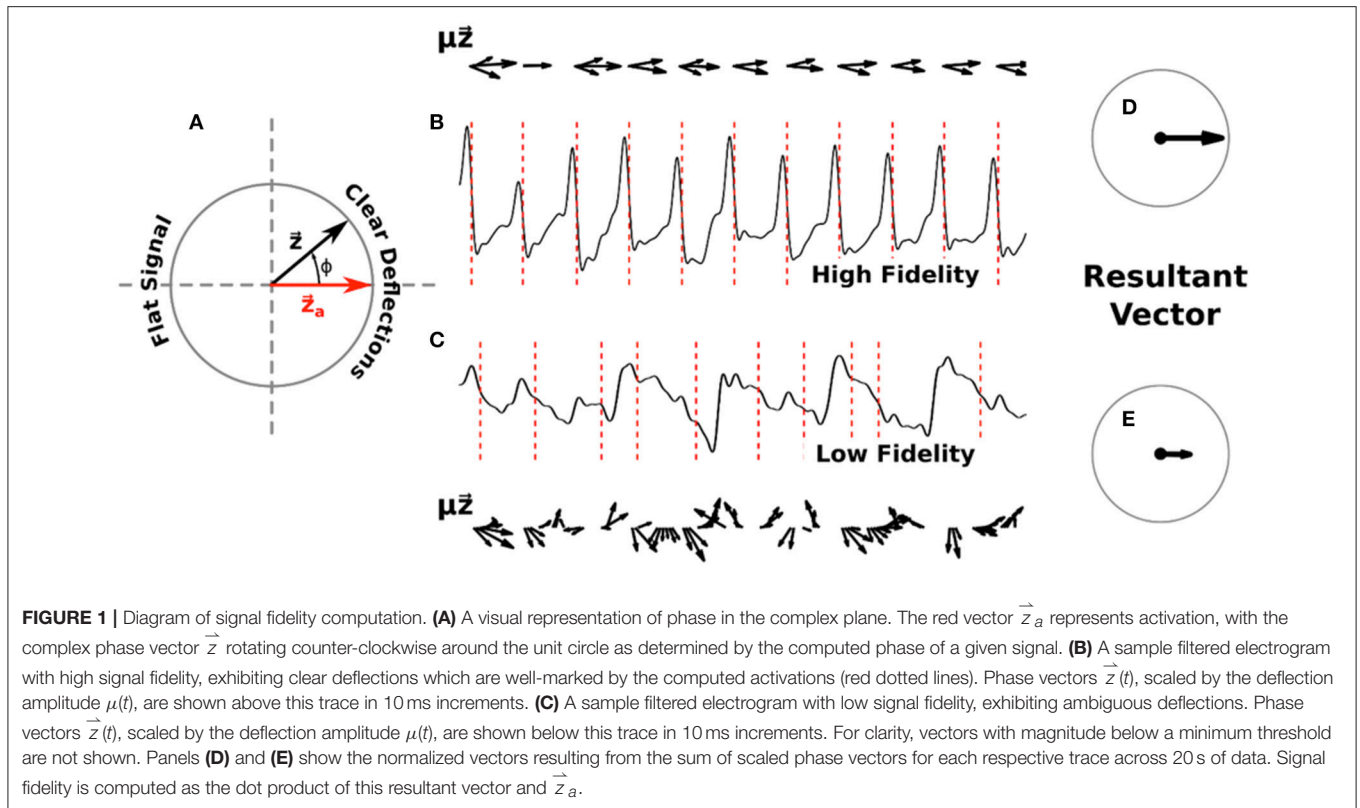 μz⃗
A
B
D
Flat Signal
Clear Deflections
z⃗
ϕ
z⃗a
High Fidelity
Resultant
Vector
C
E
Low Fidelity
μz⃗
FIGURE 1 | Diagram of signal fidelity computation. (A) A visual representation of phase in the complex plane. The red vector z⃗a represents activation, with the
complex phase vector z⃗ rotating counter-clockwise around the unit circle as determined by the computed phase of a given signal. (B) A sample filtered electrogram
with high signal fidelity, exhibiting clear deflections which are well-marked by the computed activations (red dotted lines). Phase vectors z⃗(t), scaled by the deflection
amplitude μ(t), are shown above this trace in 10 ms increments. (C) A sample filtered electrogram with low signal fidelity, exhibiting ambiguous deflections. Phase
vectors z⃗(t), scaled by the deflection amplitude μ(t), are shown below this trace in 10 ms increments. For clarity, vectors with magnitude below a minimum threshold
are not shown. Panels (D) and (E) show the normalized vectors resulting from the sum of scaled phase vectors for each respective trace across 20 s of data. Signal
fidelity is computed as the dot product of this resultant vector and z⃗a.